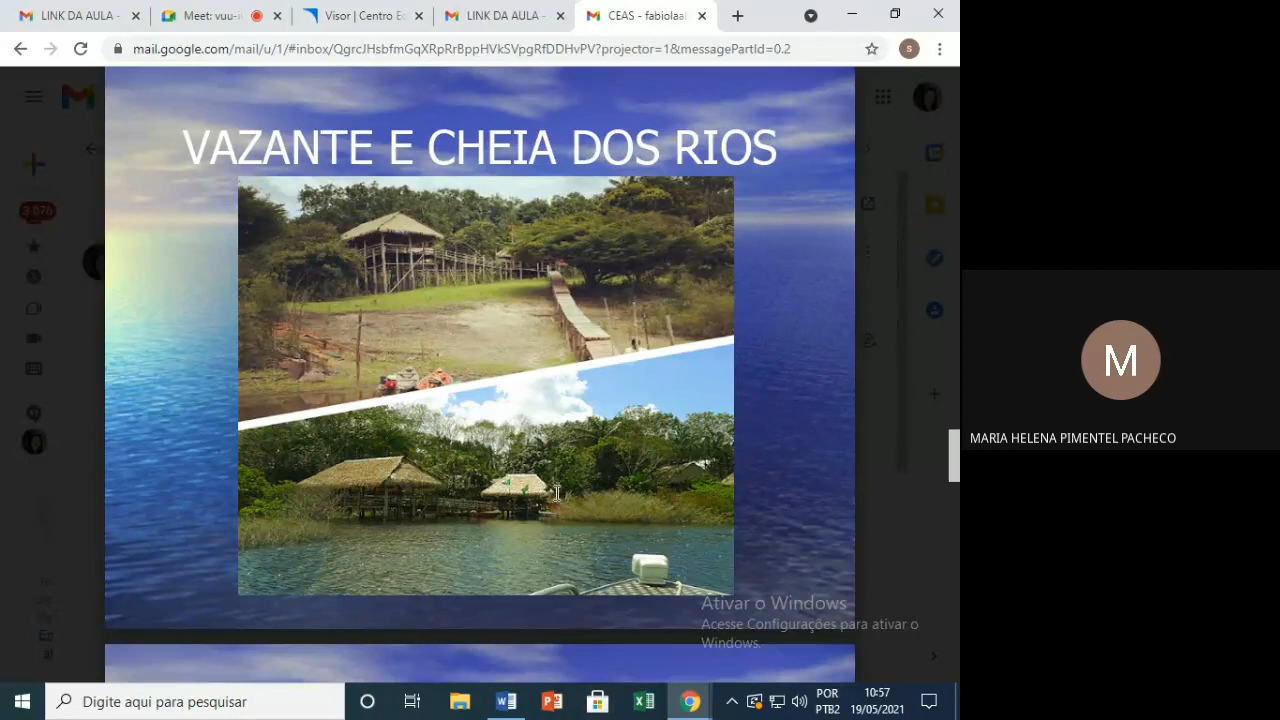 LINK DA AULA -
Meet: vuu-r
Visor | Centro Ec
LINK DA AULA -
CEAS - fabiolaal
mail.google.com/mail/u/1/#inbox/QgrcJHsbfmGqXRpRrBppHVkSVpgRfDDHvPV?projector=1&messagePartId=0.2
S
VAZANTE E CHEIA DOS RIOS
M
MARIA HELENA PIMENTEL PACHECO
Ativar o Windows
Acesse Configurações para ativar o
Windows.
Digite aqui para pesquisar
POR
PTB2
10:57
19/05/2021